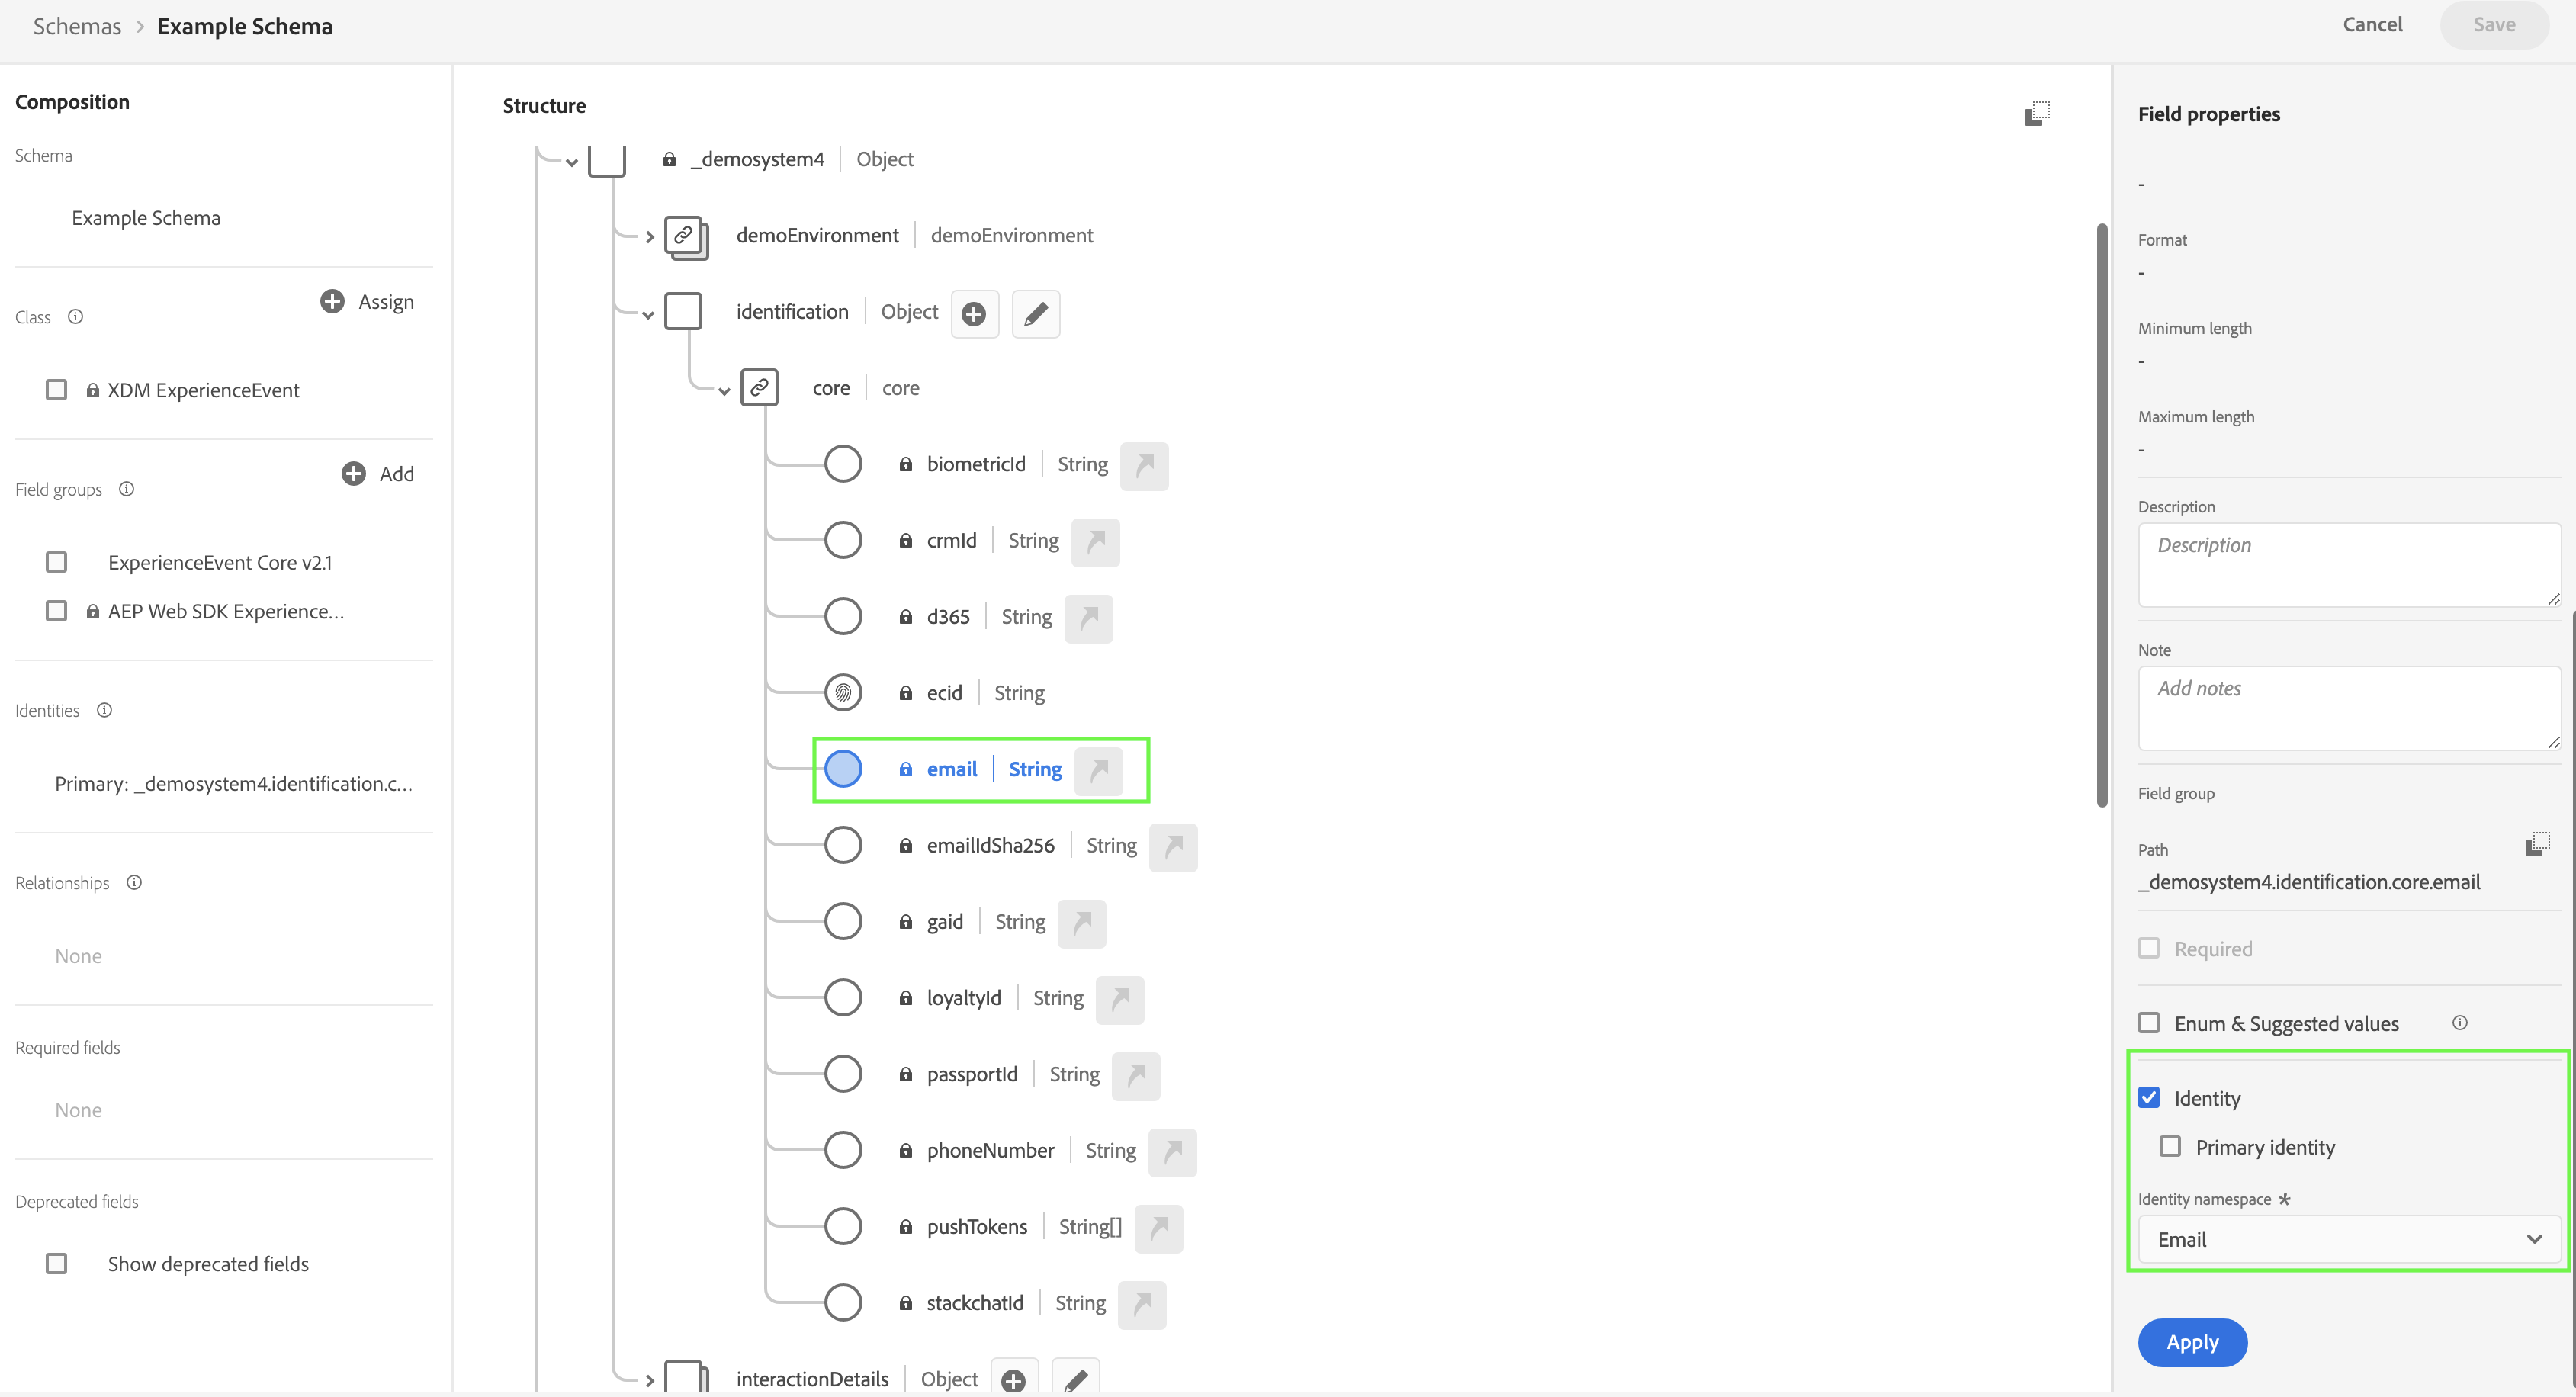 Schemas > Example Schema
Cancel
Save
Composition
Schema
Example Schema
Class
Assign
XDM ExperienceEvent
Field groups
Add
ExperienceEvent Core v2.1
AEP Web SDK Experience...
Identities
Primary: _demosystem4.identification.c...
Relationships
None
Required fields
None
Deprecated fields
Show deprecated fields
Structure
_demosystem4 | Object
demoEnvironment | demoEnvironment
identification | Object
core | core
biometricId | String
crmId | String
d365 | String
ecid | String
email | String
emailIdSha256 | String
gaid | String
loyaltyId | String
passportId | String
phoneNumber | String
pushTokens | String[]
stackchatId | String
interactionDetails | Object
Field properties
-
Format
-
Minimum length
-
Maximum length
-
Description
Description
Note
Add notes
Field group
Path
_demosystem4.identification.core.email
Required
Enum & Suggested values
Identity
Primary identity
Identity namespace *
Email
Apply